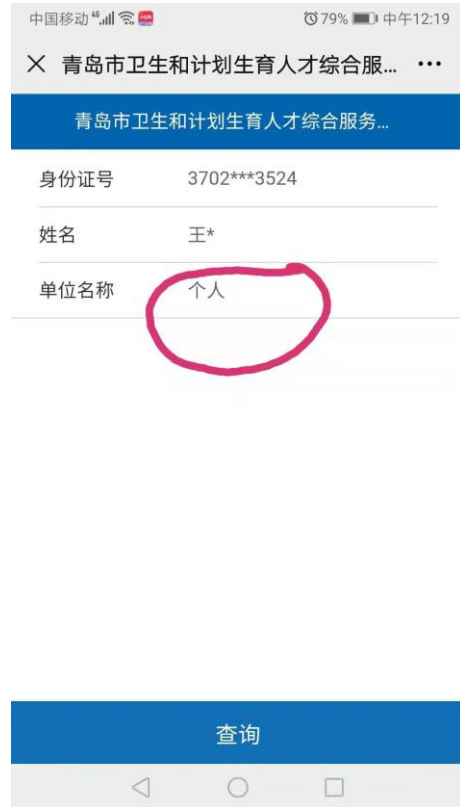 中国移动 46 79% 中午12:19
青岛市卫生和计划生育人才综合服...
青岛市卫生和计划生育人才综合服务...
身份证号 3702***3524
姓名 王*
单位名称 个人
查询